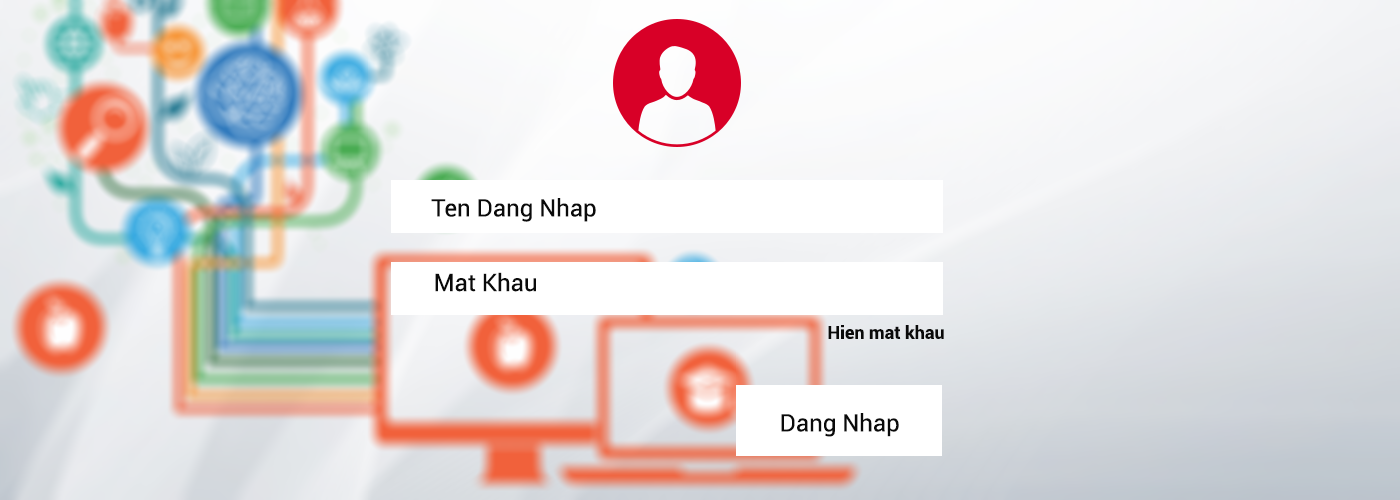 Ten Dang Nhap
Mat Khau
Hien mat khau
Dang Nhap